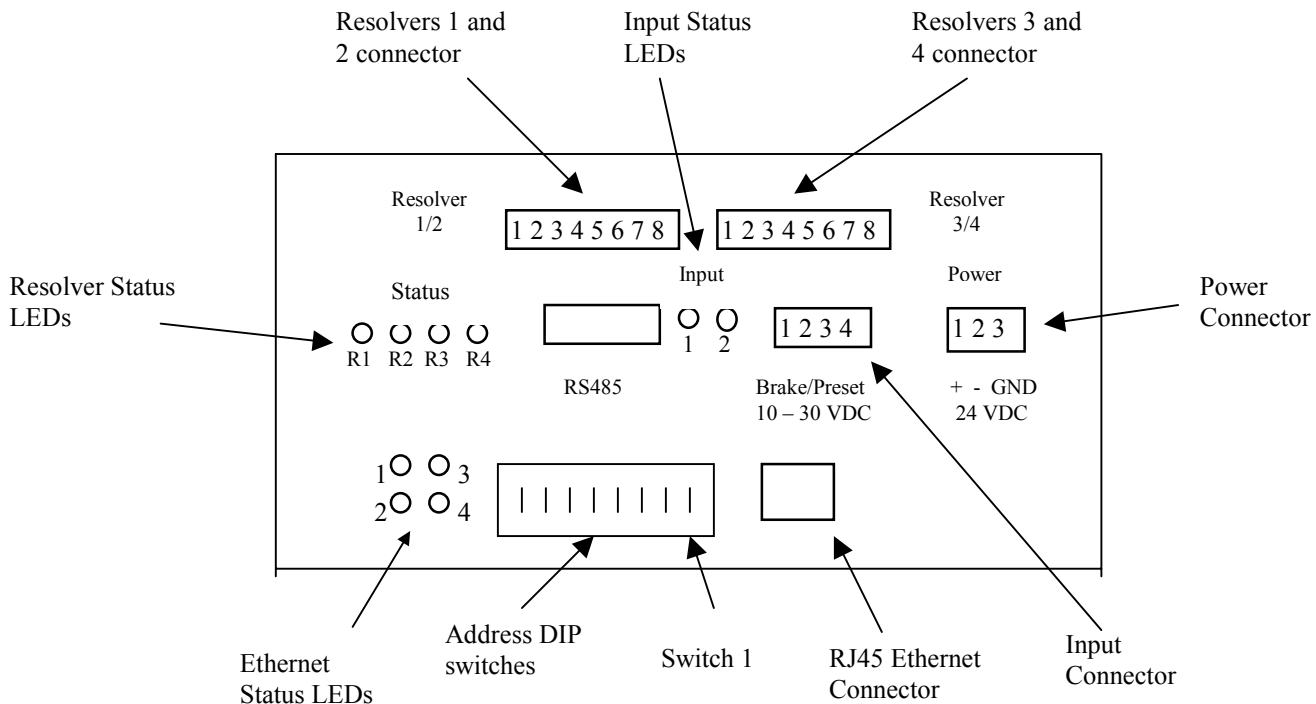 Resolvers 1 and
2 connector
Input Status
LEDs
Resolvers 3 and
4 connector
Resolver
1/2
1 2 3 4 5 6 7 8
1 2 3 4 5 6 7 8
Resolver
3/4
Resolver Status
LEDs
Status
R1 R2 R3 R4
Input
1 2
RS485
1 2 3 4
Brake/Preset
10 – 30 VDC
Power
1 2 3
+ - GND
24 VDC
Power
Connector
1 3
2 4
Ethernet
Status LEDs
Address DIP
switches
Switch 1
RJ45 Ethernet
Connector
Input
Connector